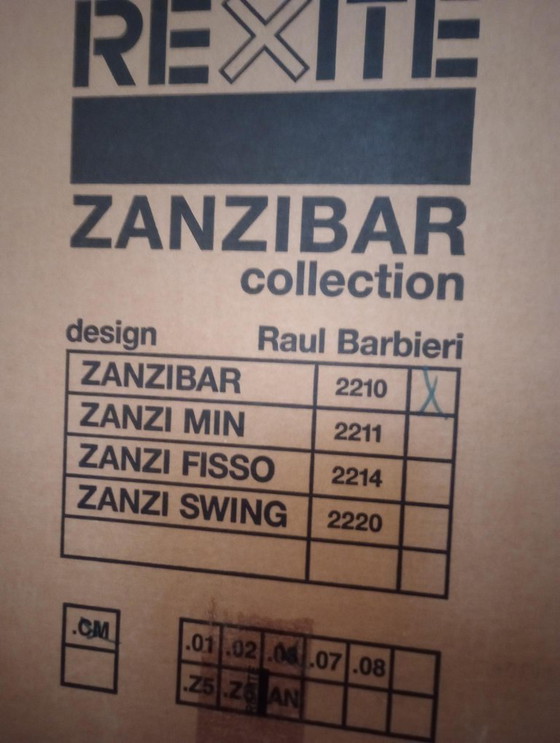 REXITE
ZANZIBAR
collection
design Raul Barbieri
ZANZIBAR 2210 X
ZANZI MIN 2211
ZANZI FISSO 2214
ZANZI SWING 2220
.CM
.01 .02 .07 .08
.Z5 AN